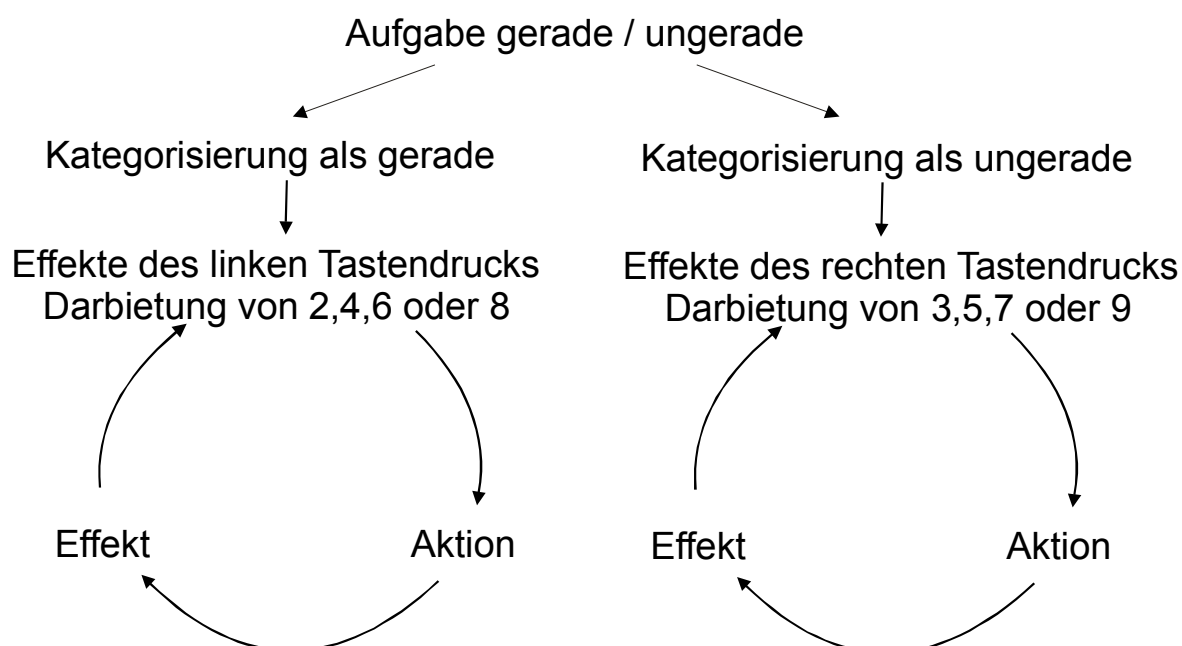 Aufgabe gerade / ungerade
Kategorisierung als gerade
Kategorisierung als ungerade
Effekte des linken Tastendrucks
Darbietung von 2,4,6 oder 8
Effekte des rechten Tastendrucks
Darbietung von 3,5,7 oder 9
Effekt
Aktion
Effekt
Aktion